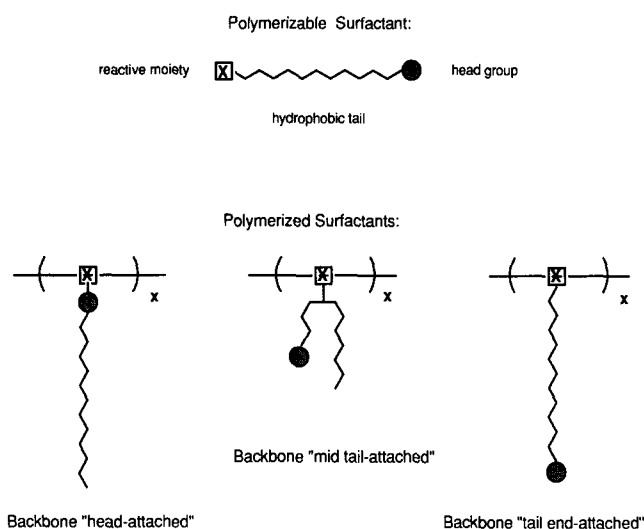 Polymerizable Surfactant:
reactive moiety X head group
hydrophobic tail
Polymerized Surfactants:
( X ) x
( X ) x
( X ) x
Backbone "mid tail-attached"
Backbone "head-attached"
Backbone "tail end-attached"